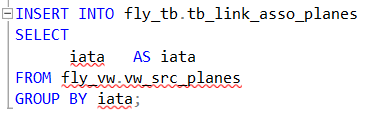 INSERT INTO fly_tb.tb_link_asso_planes
SELECT
iata AS iata
FROM fly_vw.vw_src_planes
GROUP BY iata;